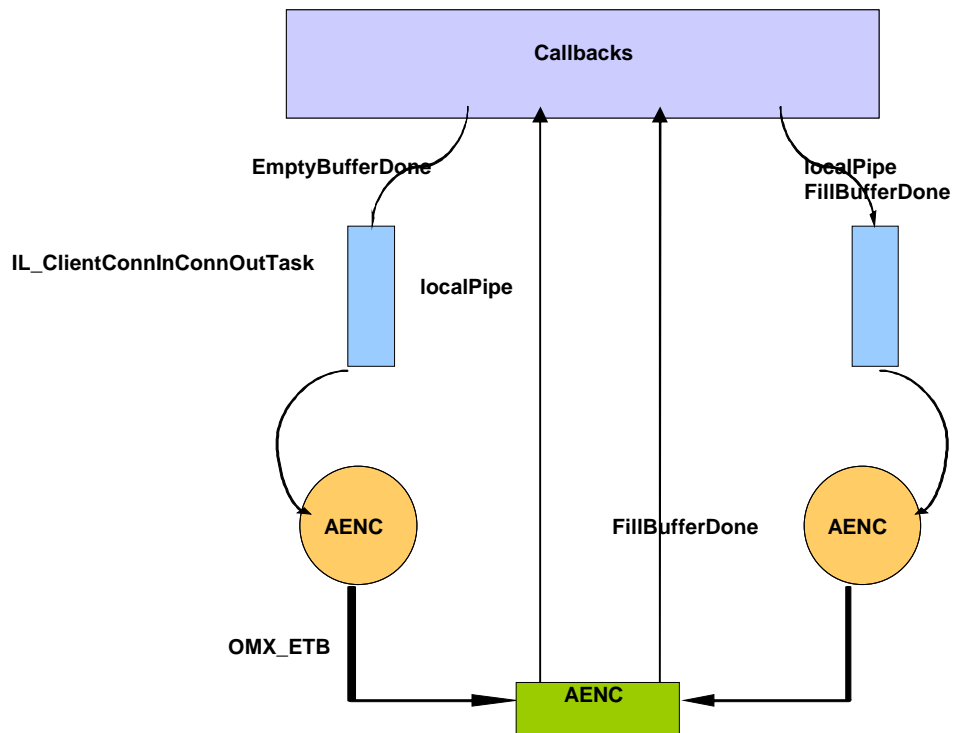 Callbacks
EmptyBufferDone
localPipe
FillBufferDone
IL_ClientConnInConnOutTask
localPipe
AENC
FillBufferDone
AENC
OMX_ETB
AENC